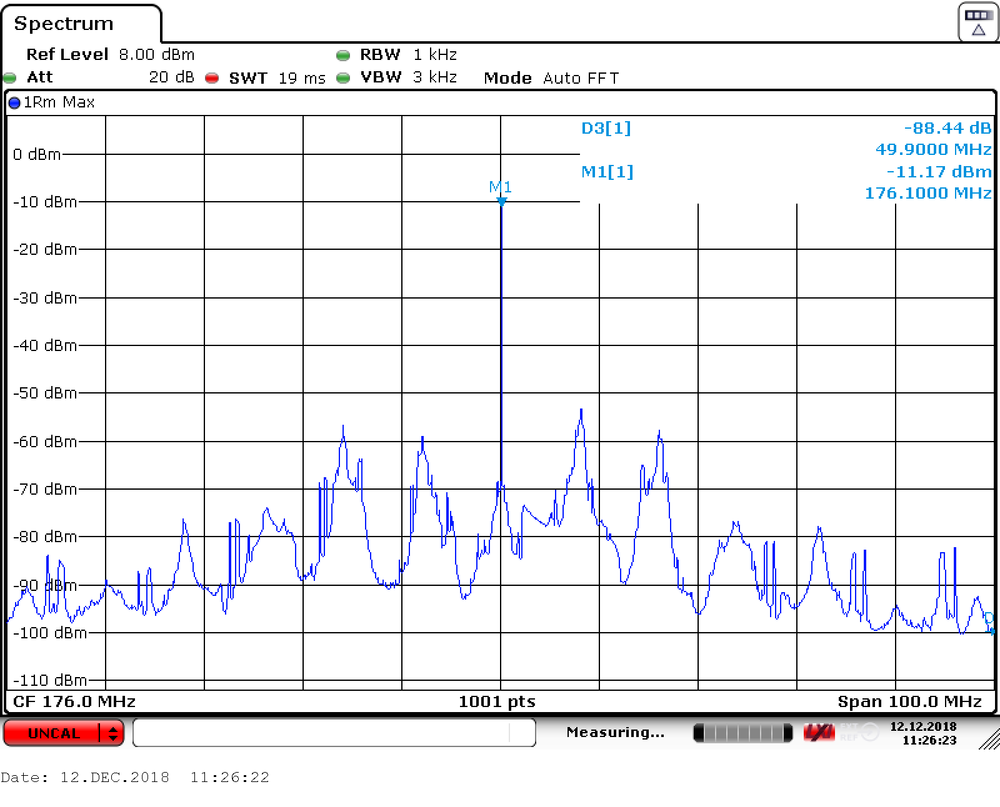 Spectrum
Ref Level 8.00 dBm RBW 1 kHz
Att 20 dB SWT 19 ms VBW 3 kHz Mode Auto FFT
1Rm Max
D3[1] -88.44 dB
49.9000 MHz
M1[1] -11.17 dBm
176.1000 MHz
0 dBm
M1
-10 dBm
-20 dBm
-30 dBm
-40 dBm
-50 dBm
-60 dBm
-70 dBm
-80 dBm
-90 dBm
-100 dBm
-110 dBm
CF 176.0 MHz 1001 pts Span 100.0 MHz
UNCAL Measuring... LXI EXT REF 12.12.2018
11:26:23
Date: 12.DEC.2018 11:26:22